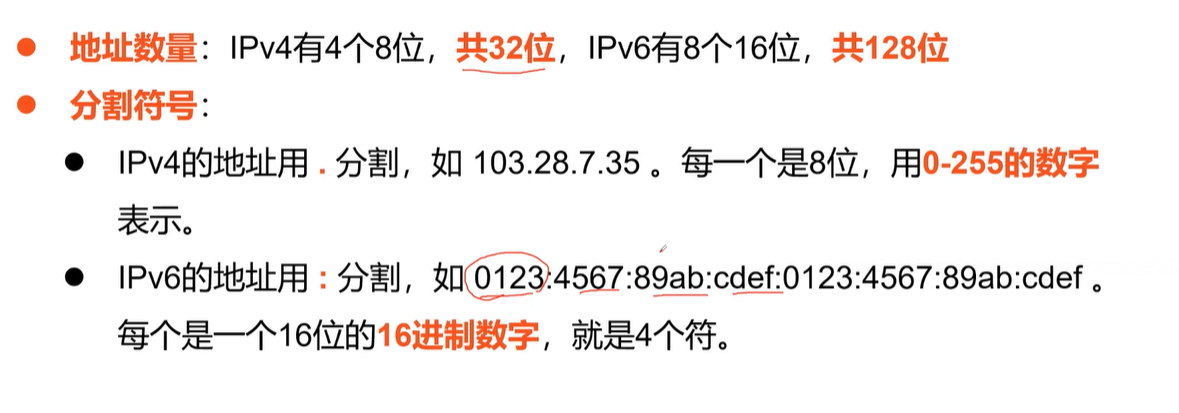 地址数量：IPv4有4个8位，共32位，IPv6有8个16位，共128位
分割符号：
IPv4的地址用 . 分割，如 103.28.7.35 。每一个是8位，用0-255的数字
表示。
IPv6的地址用 : 分割，如 0123:4567:89ab:cdef:0123:4567:89ab:cdef 。
每个是一个16位的16进制数字，就是4个符。